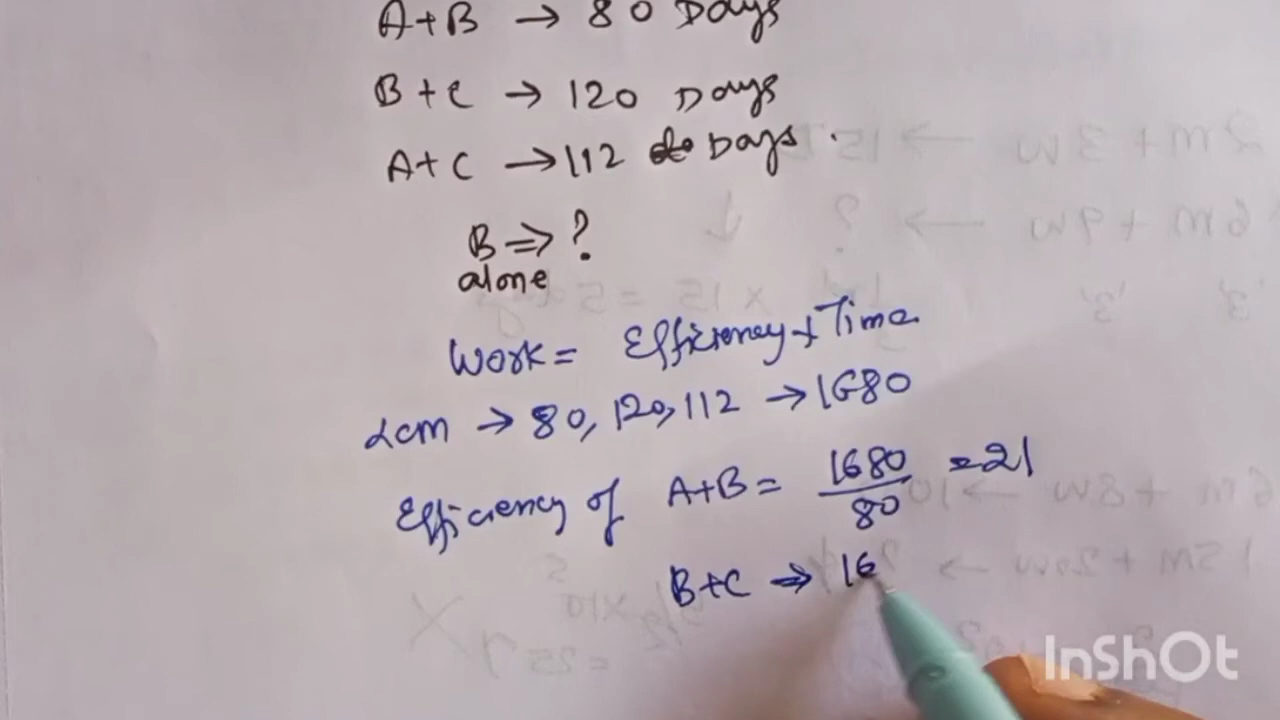 A+B → 80 Days
B+C → 120 Days
A+C → 112 Days.
B ⇒ ?
alone
Work = Efficiency × Time
LCM → 80, 120, 112 → 1680
Efficiency of A+B = 1680/80 = 21
B+C → 16
InShOt